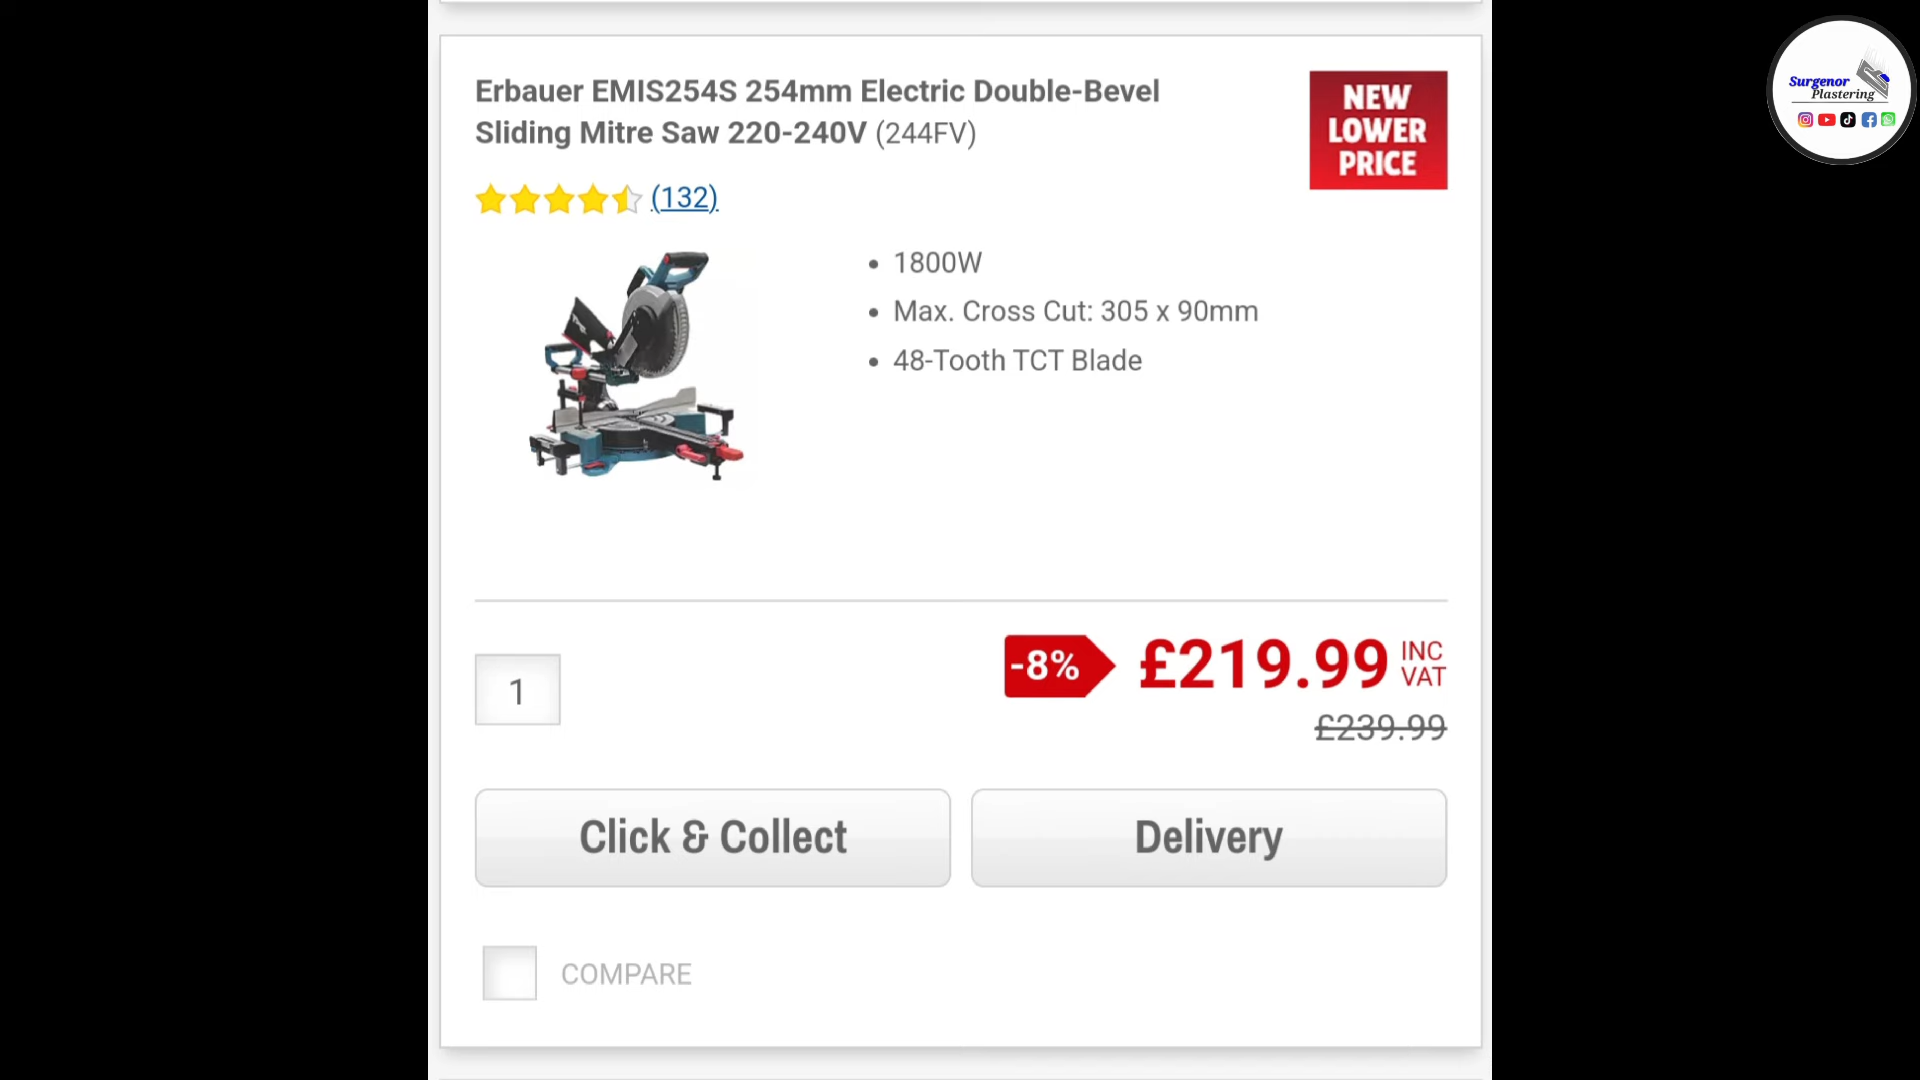 Erbauer EMIS254S 254mm Electric Double-Bevel
Sliding Mitre Saw 220-240V (244FV)
NEW
LOWER
PRICE
Surgenor
Plastering
(132)
• 1800W
• Max. Cross Cut: 305 x 90mm
• 48-Tooth TCT Blade
1
-8%
£219.99 INC VAT
£239.99
Click & Collect
Delivery
COMPARE